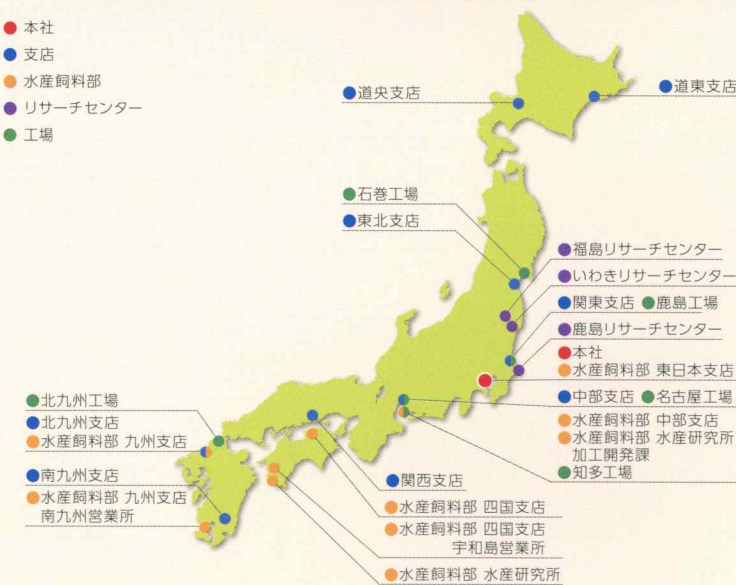 本社
支店
水産飼料部
リサーチセンター
工場
道央支店
道東支店
石巻工場
東北支店
福島リサーチセンター
いわきリサーチセンター
関東支店 鹿島工場
鹿島リサーチセンター
本社
水産飼料部 東日本支店
中部支店 名古屋工場
水産飼料部 中部支店
水産飼料部 水産研究所
加工開発課
知多工場
北九州工場
北九州支店
水産飼料部 九州支店
南九州支店
水産飼料部 九州支店
南九州営業所
関西支店
水産飼料部 四国支店
水産飼料部 四国支店
宇和島営業所
水産飼料部 水産研究所